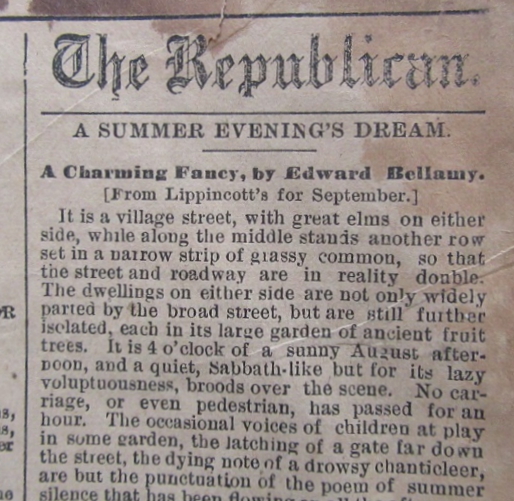 The Republican.
A SUMMER EVENING'S DREAM.
A Charming Fancy, by Edward Bellamy.
[From Lippincott's for September.]
It is a village street, with great elms on either
side, while along the middle stands another row
set in a narrow strip of grassy common, so that
the street and roadway are in reality double.
The dwellings on either side are not only widely
parted by the broad street, but are still further
isolated, each in its large garden of ancient fruit
trees. It is 4 o'clock of a sunny August after-
noon, and a quiet, Sabbath-like but for its lazy
voluptuousness, broods over the scene. No car-
riage, or even pedestrian, has passed for an
hour. The occasional voices of children at play
in some garden, the latching of a gate far down
the street, the dying note of a drowsy chanticleer,
are but the punctuation of the poem of summer
silence that has been flowing